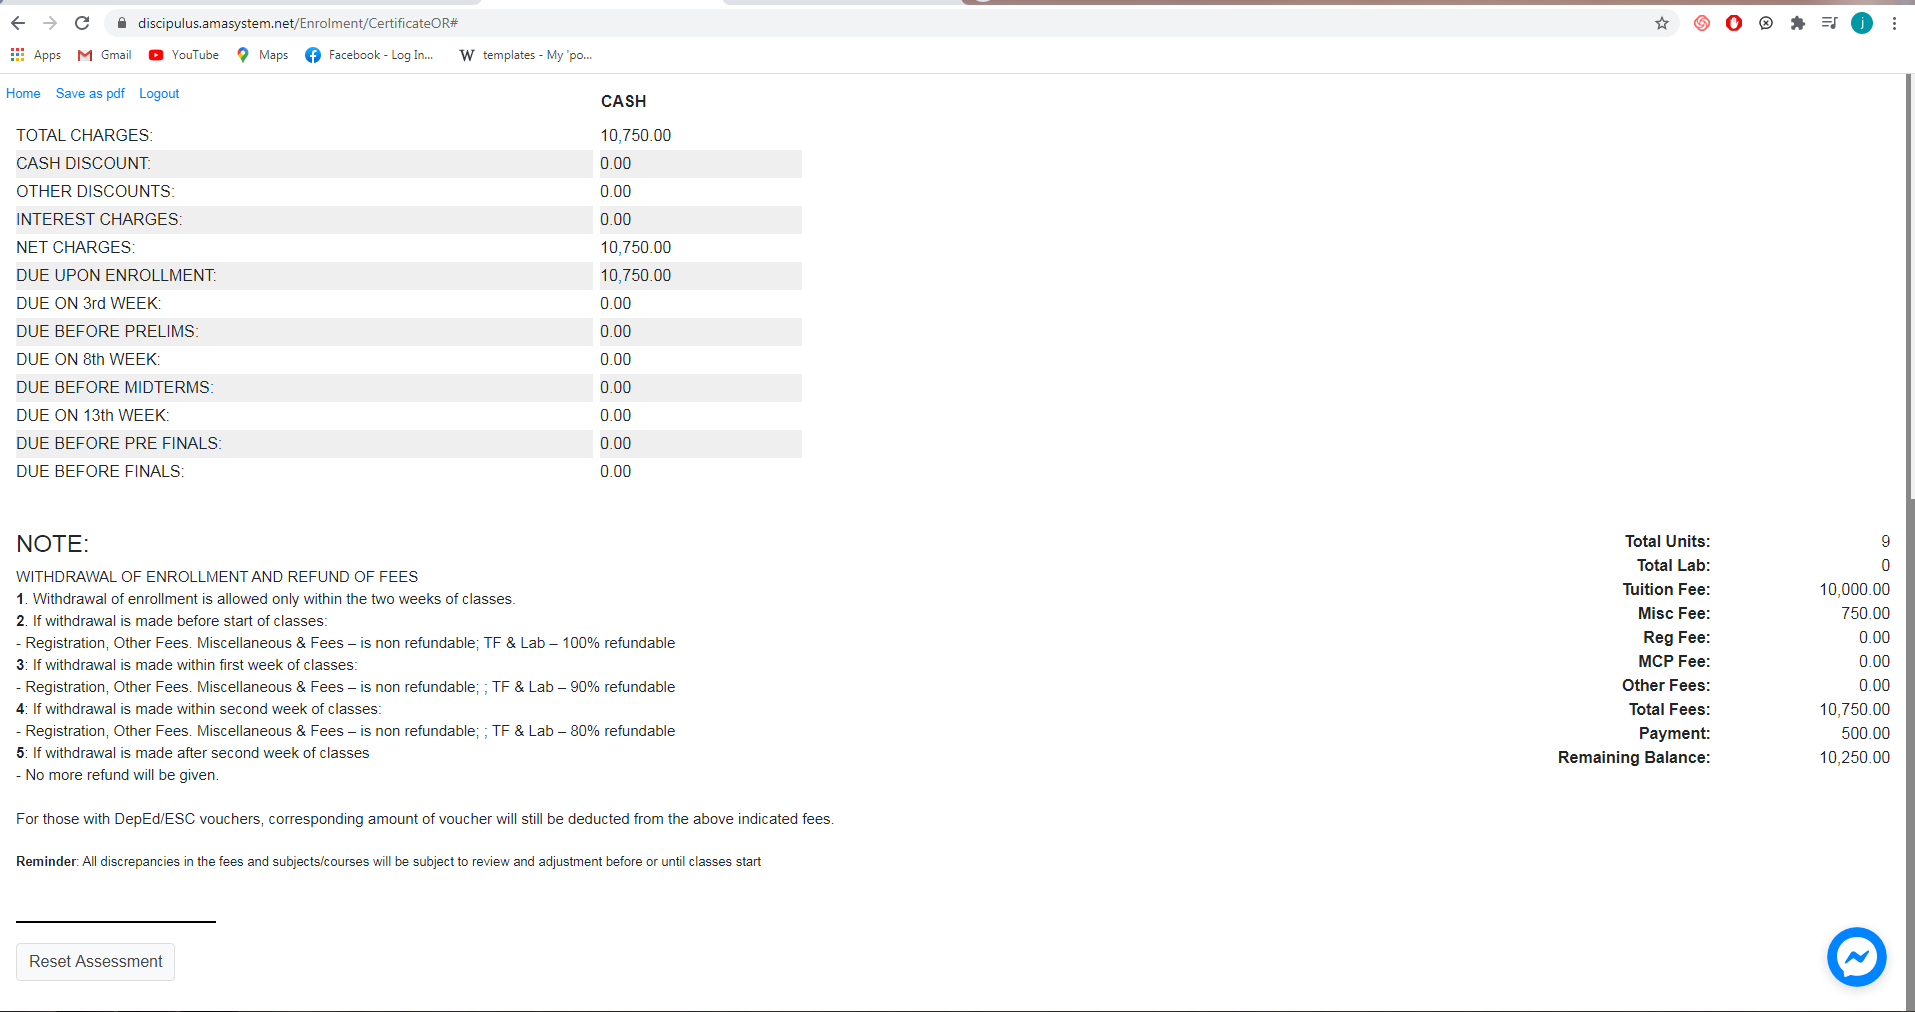 discipulus.amasystem.net/Enrolment/CertificateOR#
j
Apps Gmail YouTube Maps Facebook - Log In... W templates - My 'po...
Home Save as pdf Logout
CASH
TOTAL CHARGES: 10,750.00
CASH DISCOUNT: 0.00
OTHER DISCOUNTS: 0.00
INTEREST CHARGES: 0.00
NET CHARGES: 10,750.00
DUE UPON ENROLLMENT: 10,750.00
DUE ON 3rd WEEK: 0.00
DUE BEFORE PRELIMS: 0.00
DUE ON 8th WEEK: 0.00
DUE BEFORE MIDTERMS: 0.00
DUE ON 13th WEEK: 0.00
DUE BEFORE PRE FINALS: 0.00
DUE BEFORE FINALS: 0.00
NOTE:
WITHDRAWAL OF ENROLLMENT AND REFUND OF FEES
1. Withdrawal of enrollment is allowed only within the two weeks of classes.
2. If withdrawal is made before start of classes:
- Registration, Other Fees. Miscellaneous & Fees – is non refundable; TF & Lab – 100% refundable
3: If withdrawal is made within first week of classes:
- Registration, Other Fees. Miscellaneous & Fees – is non refundable; ; TF & Lab – 90% refundable
4: If withdrawal is made within second week of classes:
- Registration, Other Fees. Miscellaneous & Fees – is non refundable; ; TF & Lab – 80% refundable
5: If withdrawal is made after second week of classes
- No more refund will be given.
For those with DepEd/ESC vouchers, corresponding amount of voucher will still be deducted from the above indicated fees.
Reminder: All discrepancies in the fees and subjects/courses will be subject to review and adjustment before or until classes start
Total Units: 9
Total Lab: 0
Tuition Fee: 10,000.00
Misc Fee: 750.00
Reg Fee: 0.00
MCP Fee: 0.00
Other Fees: 0.00
Total Fees: 10,750.00
Payment: 500.00
Remaining Balance: 10,250.00
Reset Assessment